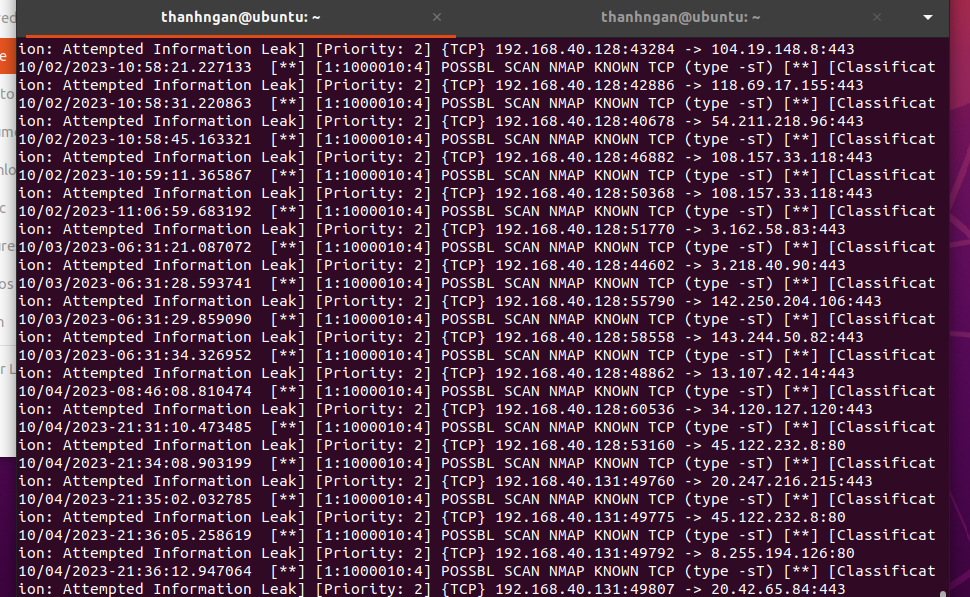 thanhngan@ubuntu: ~ × thanhngan@ubuntu: ~ ×
ion: Attempted Information Leak] [Priority: 2] {TCP} 192.168.40.128:43284 -> 104.19.148.8:443
10/02/2023-10:58:21.227133 [**] [1:1000010:4] POSSBL SCAN NMAP KNOWN TCP (type -sT) [**] [Classificat
ion: Attempted Information Leak] [Priority: 2] {TCP} 192.168.40.128:42886 -> 118.69.17.155:443
10/02/2023-10:58:31.220863 [**] [1:1000010:4] POSSBL SCAN NMAP KNOWN TCP (type -sT) [**] [Classificat
ion: Attempted Information Leak] [Priority: 2] {TCP} 192.168.40.128:40678 -> 54.211.218.96:443
10/02/2023-10:58:45.163321 [**] [1:1000010:4] POSSBL SCAN NMAP KNOWN TCP (type -sT) [**] [Classificat
ion: Attempted Information Leak] [Priority: 2] {TCP} 192.168.40.128:46882 -> 108.157.33.118:443
10/02/2023-10:59:11.365867 [**] [1:1000010:4] POSSBL SCAN NMAP KNOWN TCP (type -sT) [**] [Classificat
ion: Attempted Information Leak] [Priority: 2] {TCP} 192.168.40.128:50368 -> 108.157.33.118:443
10/02/2023-11:06:59.683192 [**] [1:1000010:4] POSSBL SCAN NMAP KNOWN TCP (type -sT) [**] [Classificat
ion: Attempted Information Leak] [Priority: 2] {TCP} 192.168.40.128:51770 -> 3.162.58.83:443
10/03/2023-06:31:21.087072 [**] [1:1000010:4] POSSBL SCAN NMAP KNOWN TCP (type -sT) [**] [Classificat
ion: Attempted Information Leak] [Priority: 2] {TCP} 192.168.40.128:44602 -> 3.218.40.90:443
10/03/2023-06:31:28.593741 [**] [1:1000010:4] POSSBL SCAN NMAP KNOWN TCP (type -sT) [**] [Classificat
ion: Attempted Information Leak] [Priority: 2] {TCP} 192.168.40.128:55790 -> 142.250.204.106:443
10/03/2023-06:31:29.859090 [**] [1:1000010:4] POSSBL SCAN NMAP KNOWN TCP (type -sT) [**] [Classificat
ion: Attempted Information Leak] [Priority: 2] {TCP} 192.168.40.128:58558 -> 143.244.50.82:443
10/03/2023-06:31:34.326952 [**] [1:1000010:4] POSSBL SCAN NMAP KNOWN TCP (type -sT) [**] [Classificat
ion: Attempted Information Leak] [Priority: 2] {TCP} 192.168.40.128:48862 -> 13.107.42.14:443
10/04/2023-08:46:08.810474 [**] [1:1000010:4] POSSBL SCAN NMAP KNOWN TCP (type -sT) [**] [Classificat
ion: Attempted Information Leak] [Priority: 2] {TCP} 192.168.40.128:60536 -> 34.120.127.120:443
10/04/2023-21:31:10.473485 [**] [1:1000010:4] POSSBL SCAN NMAP KNOWN TCP (type -sT) [**] [Classificat
ion: Attempted Information Leak] [Priority: 2] {TCP} 192.168.40.128:53160 -> 45.122.232.8:80
10/04/2023-21:34:08.903199 [**] [1:1000010:4] POSSBL SCAN NMAP KNOWN TCP (type -sT) [**] [Classificat
ion: Attempted Information Leak] [Priority: 2] {TCP} 192.168.40.131:49760 -> 20.247.216.215:443
10/04/2023-21:35:02.032785 [**] [1:1000010:4] POSSBL SCAN NMAP KNOWN TCP (type -sT) [**] [Classificat
ion: Attempted Information Leak] [Priority: 2] {TCP} 192.168.40.131:49775 -> 45.122.232.8:80
10/04/2023-21:36:05.258619 [**] [1:1000010:4] POSSBL SCAN NMAP KNOWN TCP (type -sT) [**] [Classificat
ion: Attempted Information Leak] [Priority: 2] {TCP} 192.168.40.131:49792 -> 8.255.194.126:80
10/04/2023-21:36:12.947064 [**] [1:1000010:4] POSSBL SCAN NMAP KNOWN TCP (type -sT) [**] [Classificat
ion: Attempted Information Leak] [Priority: 2] {TCP} 192.168.40.131:49807 -> 20.42.65.84:443